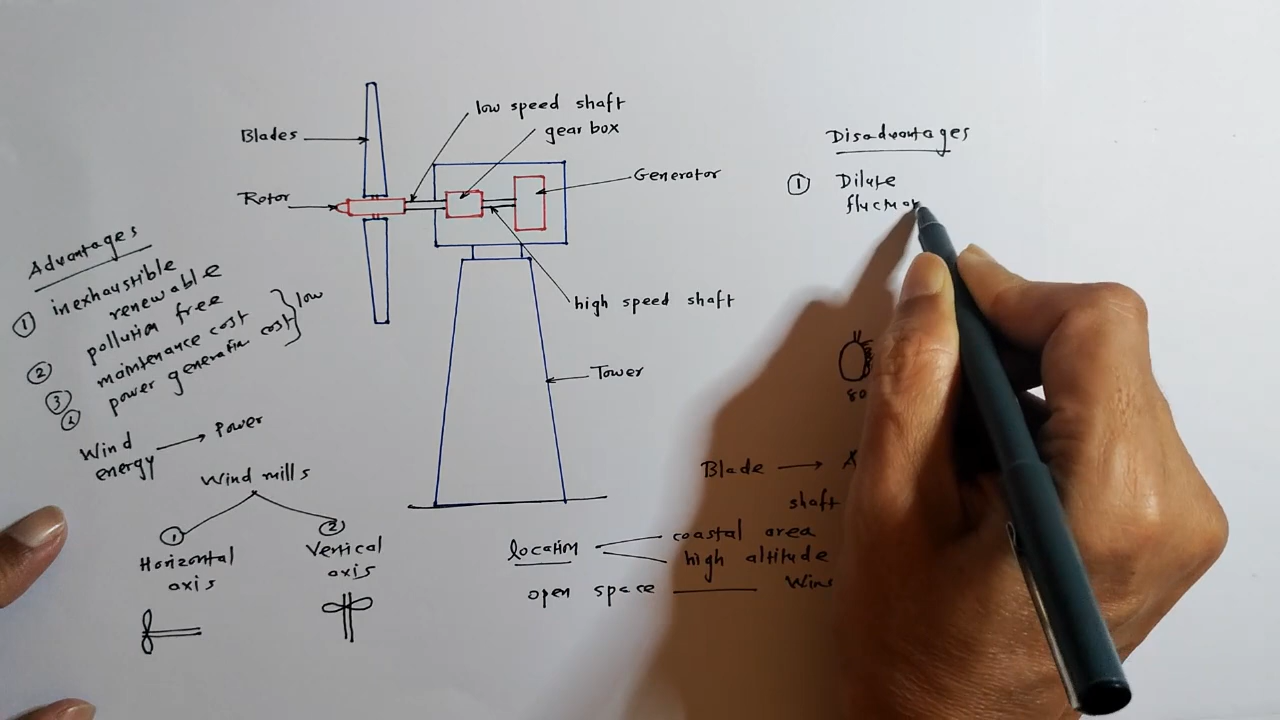 low speed shaft
gear box
Blades
Generator
Rotor
high speed shaft
Tower
Disadvantages
1 Dilute
Advantages
1 inexhaustible
renewable
2 pollution free
3 maintenance cost
4 power generation cost } low
Wind energy → Power
Wind mills
1 Horizontal axis
2 Vertical axis
80
Blade →
shaft
location
coastal area
high altitude
open space